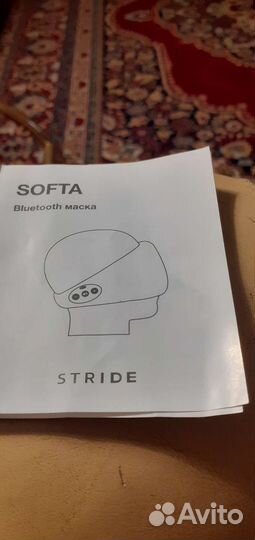 SOFTA
Bluetooth маска
STRIDE
Avito